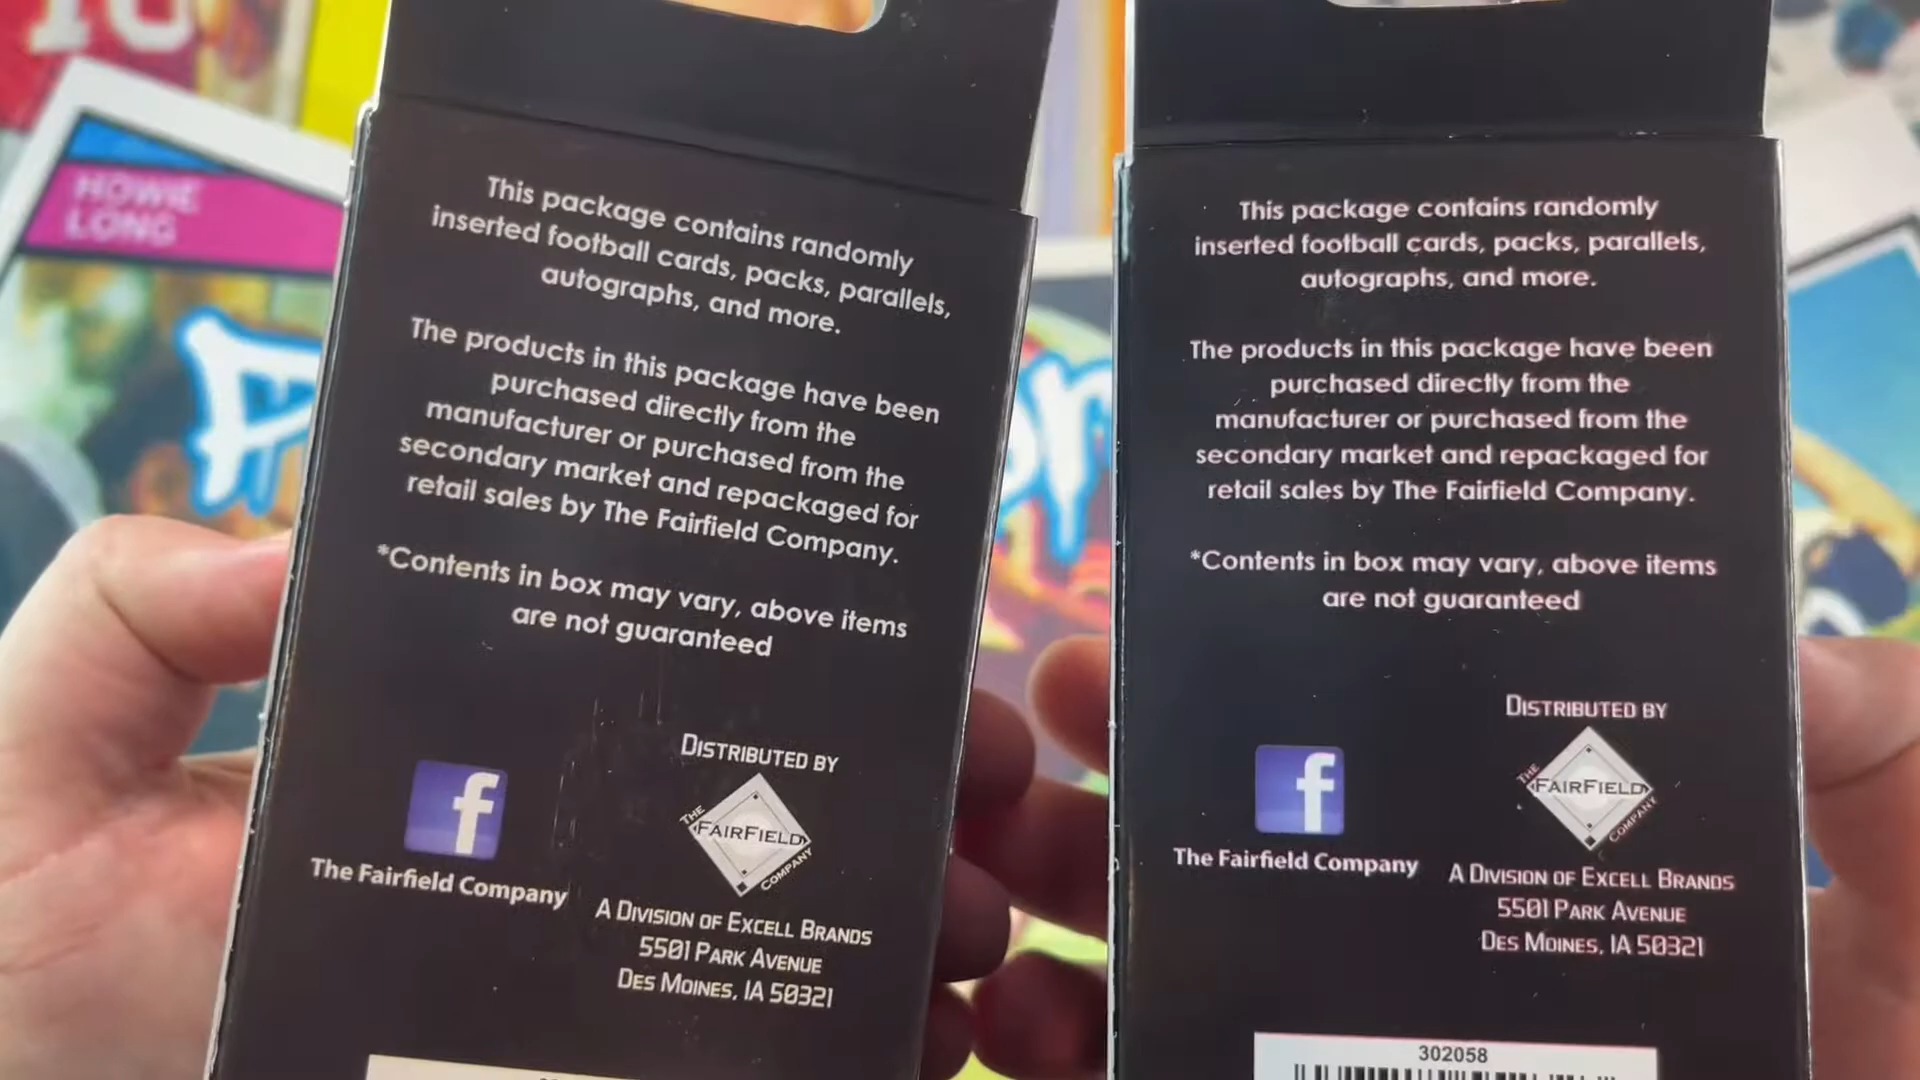 10
HOWIE
LONG
This package contains randomly
inserted football cards, packs, parallels,
autographs, and more.
The products in this package have been
purchased directly from the
manufacturer or purchased from the
secondary market and repackaged for
retail sales by The Fairfield Company.
*Contents in box may vary, above items
are not guaranteed
DISTRIBUTED BY
THE
FAIRFIELD
COMPANY
f
The Fairfield Company
A DIVISION OF EXCELL BRANDS
5501 PARK AVENUE
DES MOINES, IA 50321
This package contains randomly
inserted football cards, packs, parallels,
autographs, and more.
The products in this package have been
purchased directly from the
manufacturer or purchased from the
secondary market and repackaged for
retail sales by The Fairfield Company.
*Contents in box may vary, above items
are not guaranteed
DISTRIBUTED BY
THE
FAIRFIELD
COMPANY
f
The Fairfield Company
A DIVISION OF EXCELL BRANDS
5501 PARK AVENUE
DES MOINES, IA 50321
302058